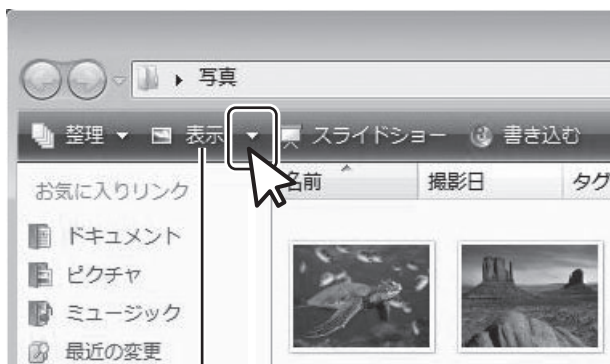 写真
整理 表示 スライドショー 書き込む
お気に入りリンク
名前 撮影日 タグ
ドキュメント
ピクチャ
ミュージック
最近の変更